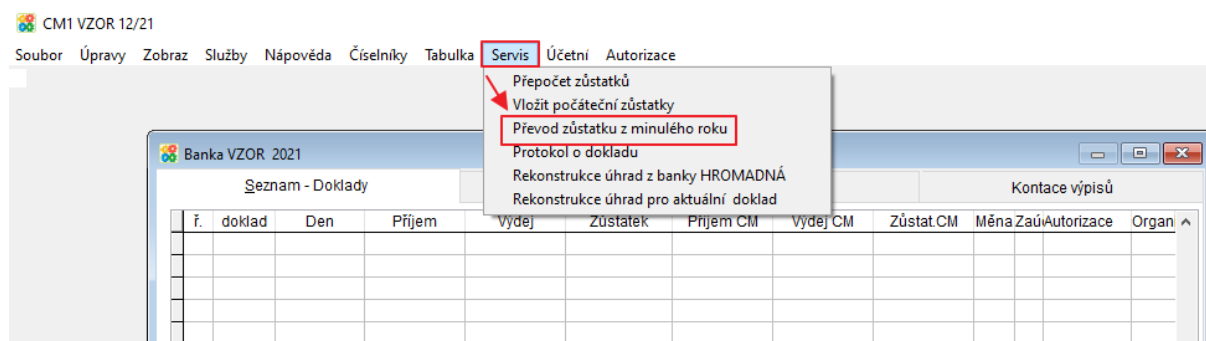 CM1 VZOR 12/21
Soubor Úpravy Zobraz Služby Nápověda Číselníky Tabulka Servis Účetní Autorizace
Přepočet zůstatků
Vložit počáteční zůstatky
Převod zůstatku z minulého roku
Protokol o dokladu
Rekonstrukce úhrad z banky HROMADNÁ
Rekonstrukce úhrad pro aktuální doklad
Banka VZOR 2021
Seznam - Doklady
Kontace výpisů
ř. doklad Den Příjem Výdej Zůstatek Příjem CM Výdej CM Zůstat.CM Měna Zaú Autorizace Organi